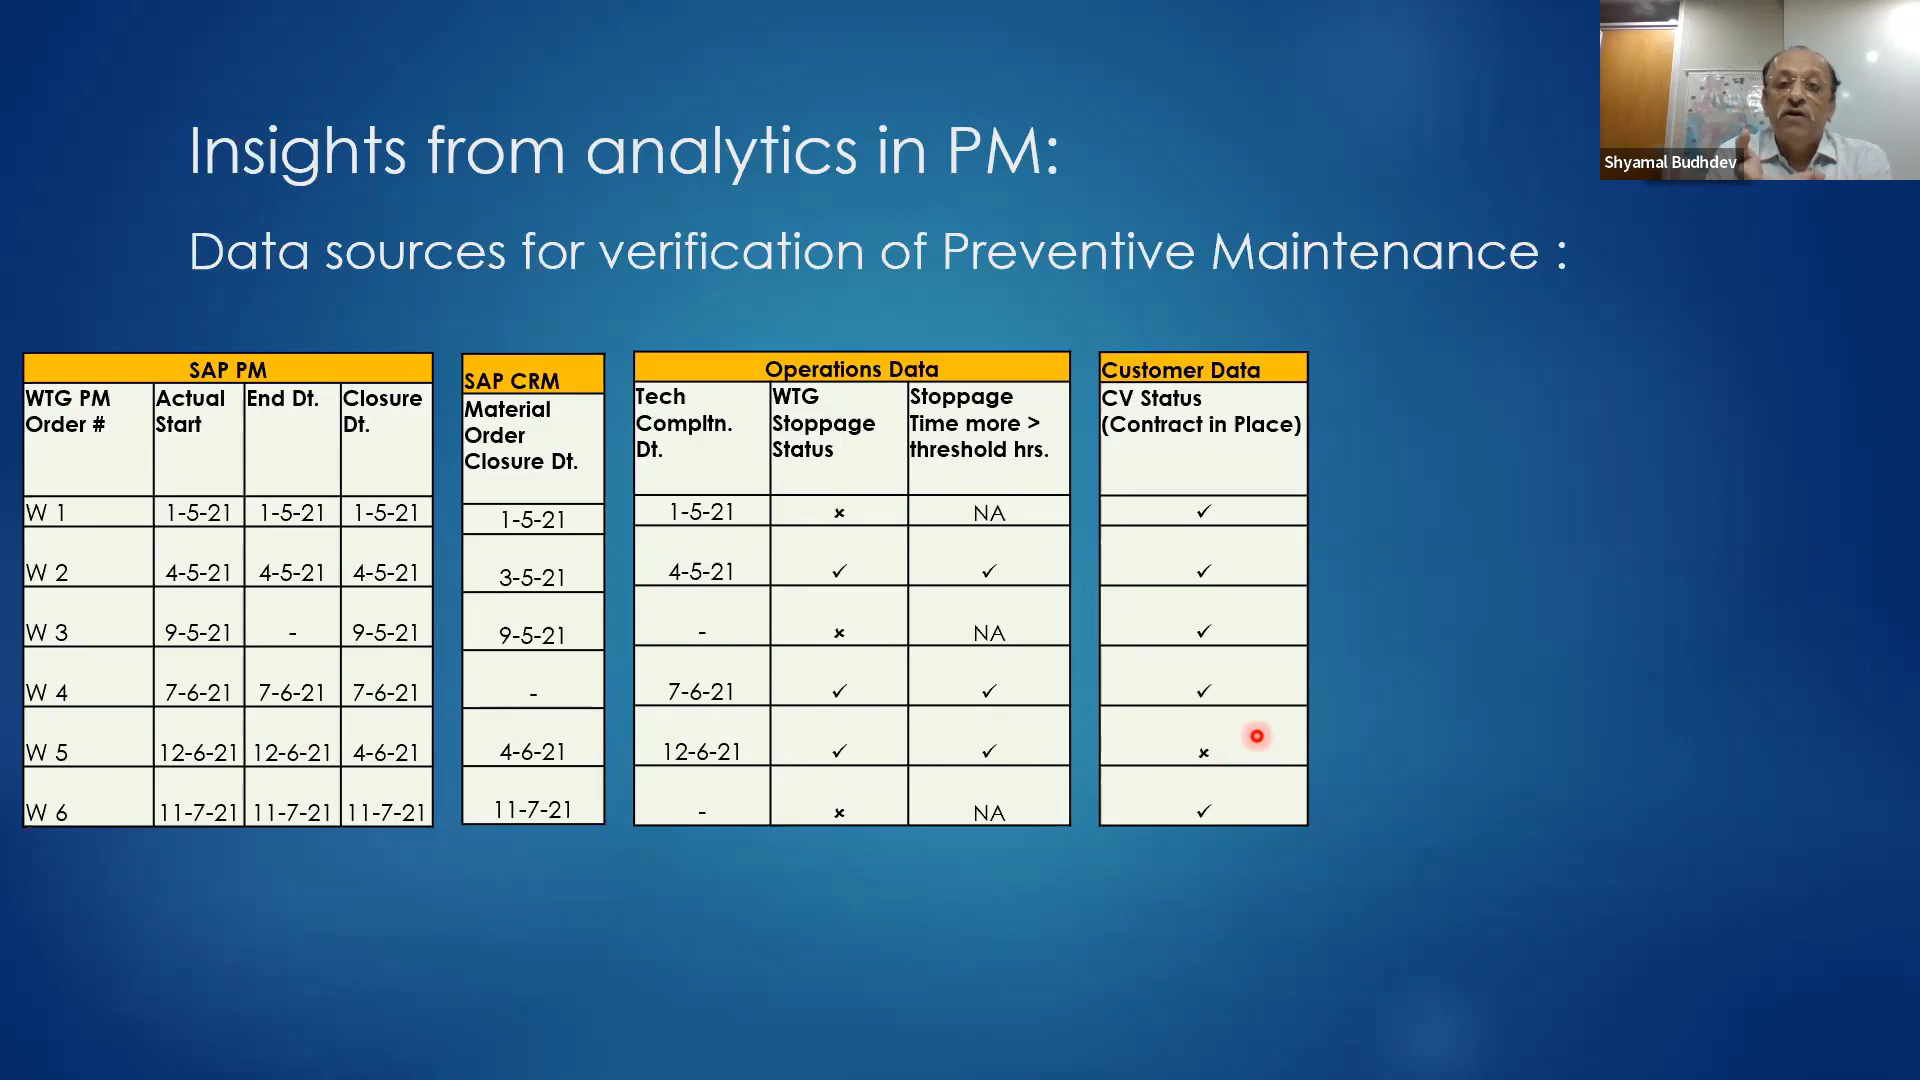 Insights from analytics in PM:
Data sources for verification of Preventive Maintenance :
Shyamal Budhdev
SAP PM
WTG PM Order # Actual Start End Dt. Closure Dt.
W 1 1-5-21 1-5-21 1-5-21
W 2 4-5-21 4-5-21 4-5-21
W 3 9-5-21 - 9-5-21
W 4 7-6-21 7-6-21 7-6-21
W 5 12-6-21 12-6-21 4-6-21
W 6 11-7-21 11-7-21 11-7-21
SAP CRM
Material
Order
Closure Dt.
1-5-21
3-5-21
9-5-21
-
4-6-21
11-7-21
Operations Data
Tech Compltn. Dt. WTG Stoppage Status Stoppage Time more > threshold hrs.
1-5-21 × NA
4-5-21 ✓ ✓
- × NA
7-6-21 ✓ ✓
12-6-21 ✓ ✓
- × NA
Customer Data
CV Status
(Contract in Place)
✓
✓
✓
✓
×
✓